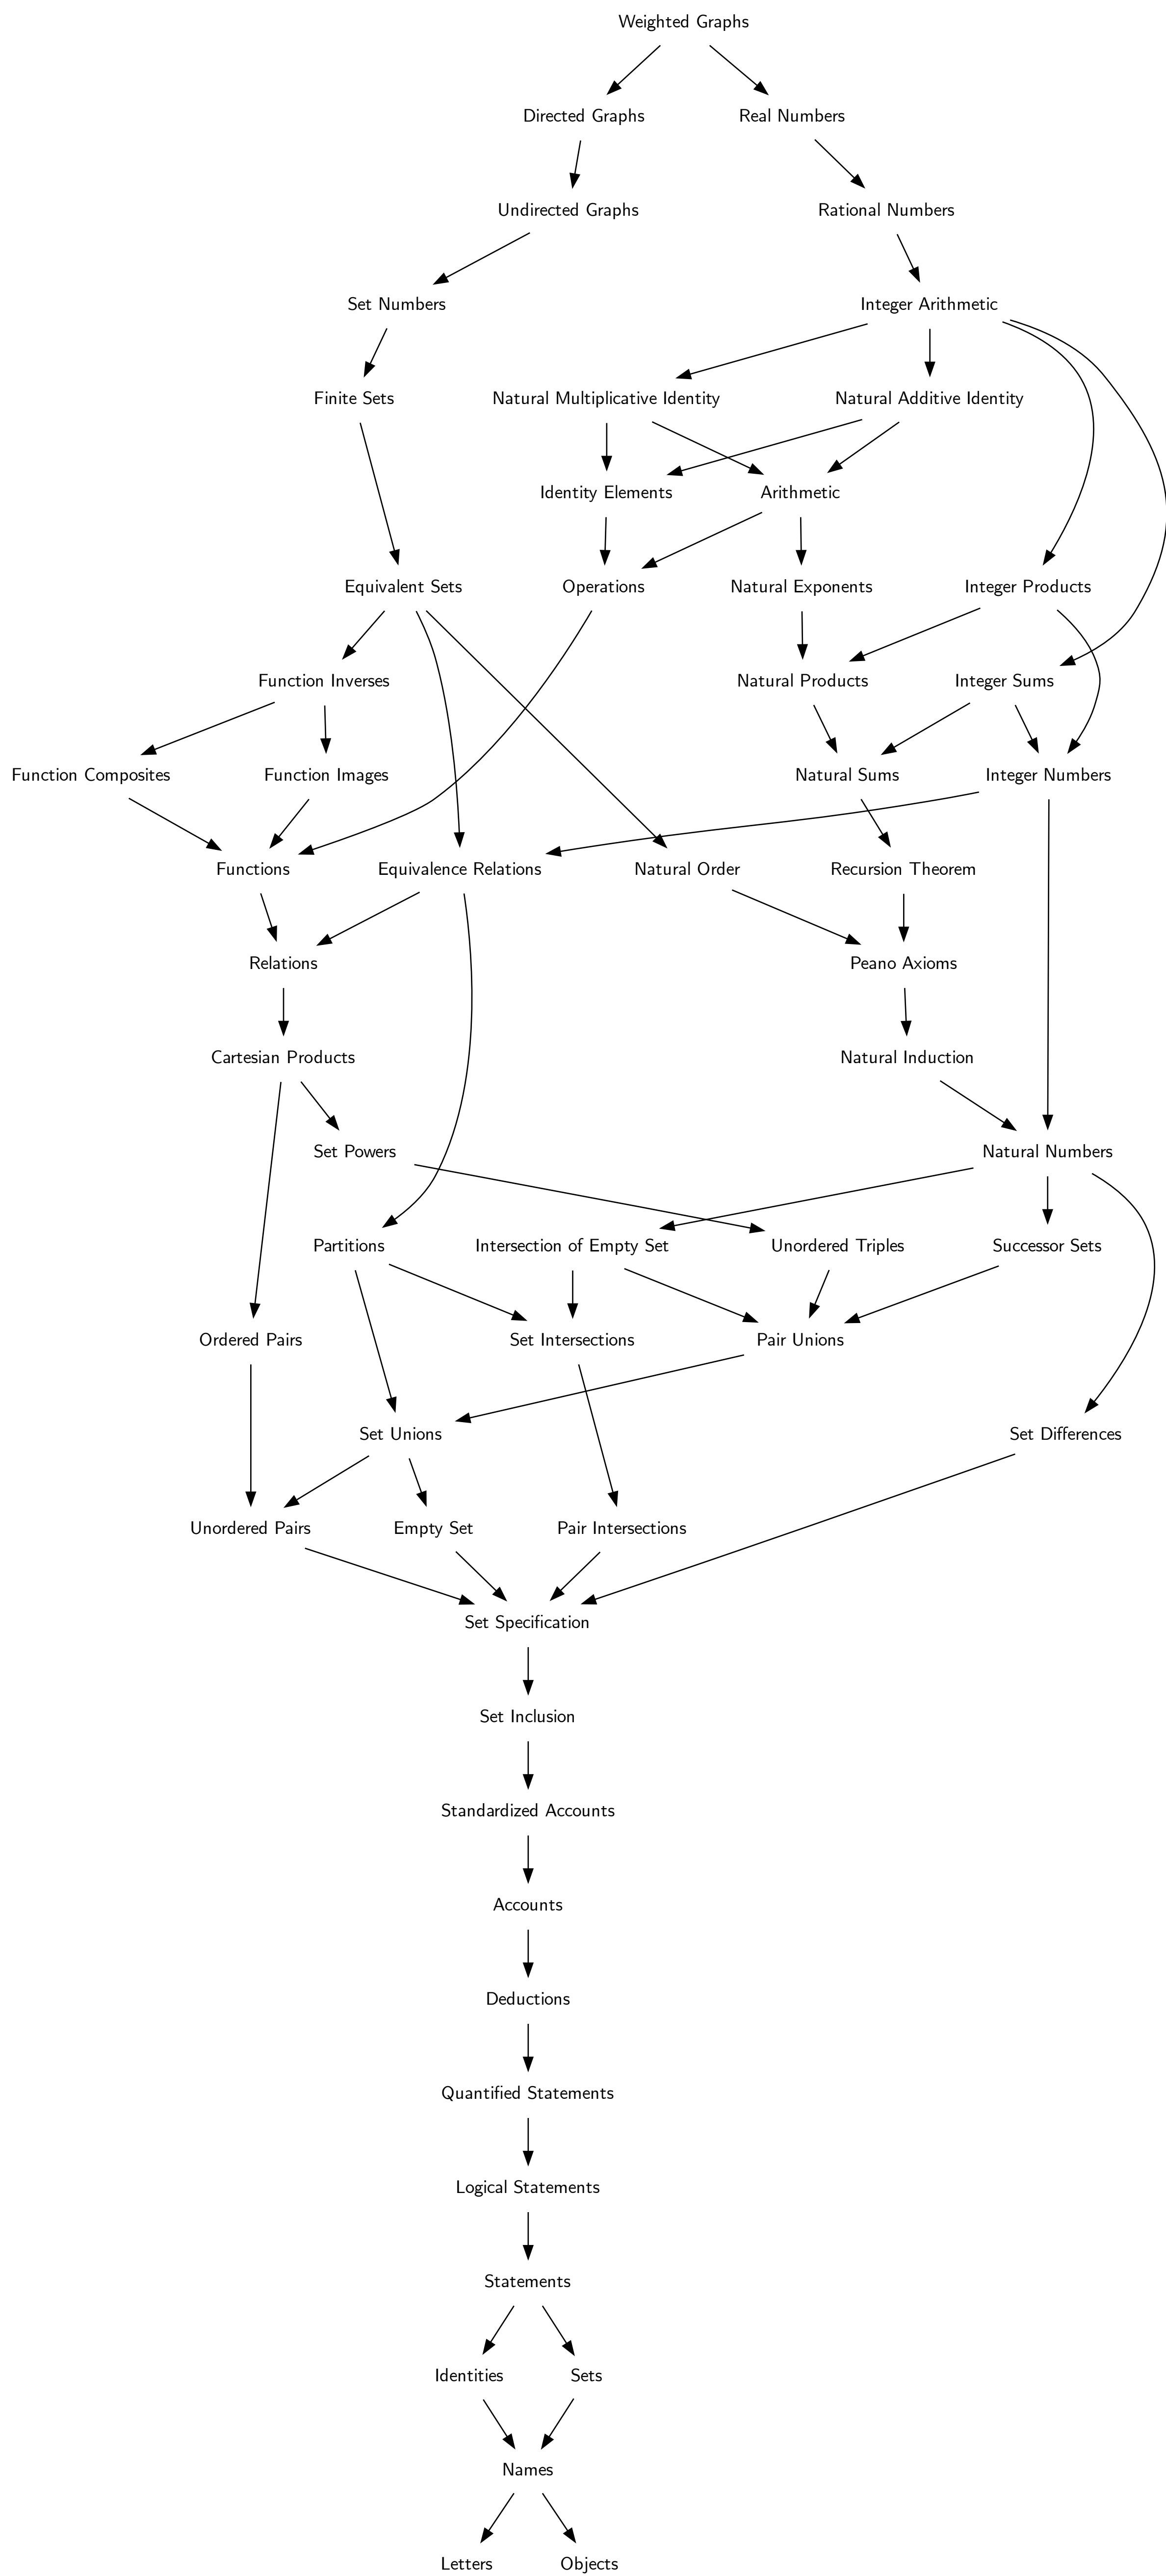 Weighted Graphs
Directed Graphs
Real Numbers
Undirected Graphs
Rational Numbers
Set Numbers
Integer Arithmetic
Finite Sets
Natural Multiplicative Identity
Natural Additive Identity
Identity Elements
Arithmetic
Equivalent Sets
Operations
Natural Exponents
Integer Products
Function Inverses
Natural Products
Integer Sums
Function Composites
Function Images
Natural Sums
Integer Numbers
Functions
Equivalence Relations
Natural Order
Recursion Theorem
Relations
Peano Axioms
Cartesian Products
Natural Induction
Set Powers
Natural Numbers
Partitions
Intersection of Empty Set
Unordered Triples
Successor Sets
Ordered Pairs
Set Intersections
Pair Unions
Set Unions
Set Differences
Unordered Pairs
Empty Set
Pair Intersections
Set Specification
Set Inclusion
Standardized Accounts
Accounts
Deductions
Quantified Statements
Logical Statements
Statements
Identities
Sets
Names
Letters
Objects